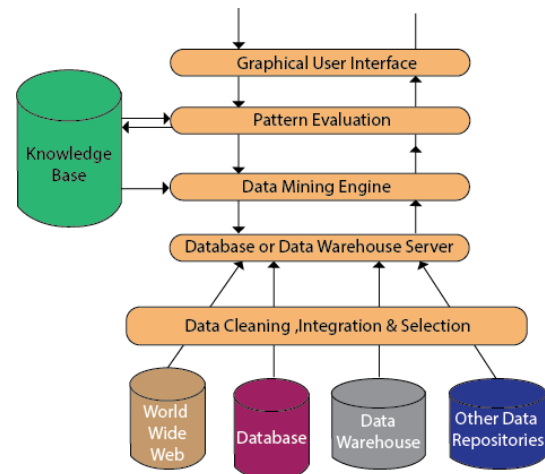 Graphical User Interface
Pattern Evaluation
Knowledge
Base
Data Mining Engine
Database or Data Warehouse Server
Data Cleaning ,Integration & Selection
World
Wide
Web
Database
Data
Warehouse
Other Data
Repositories